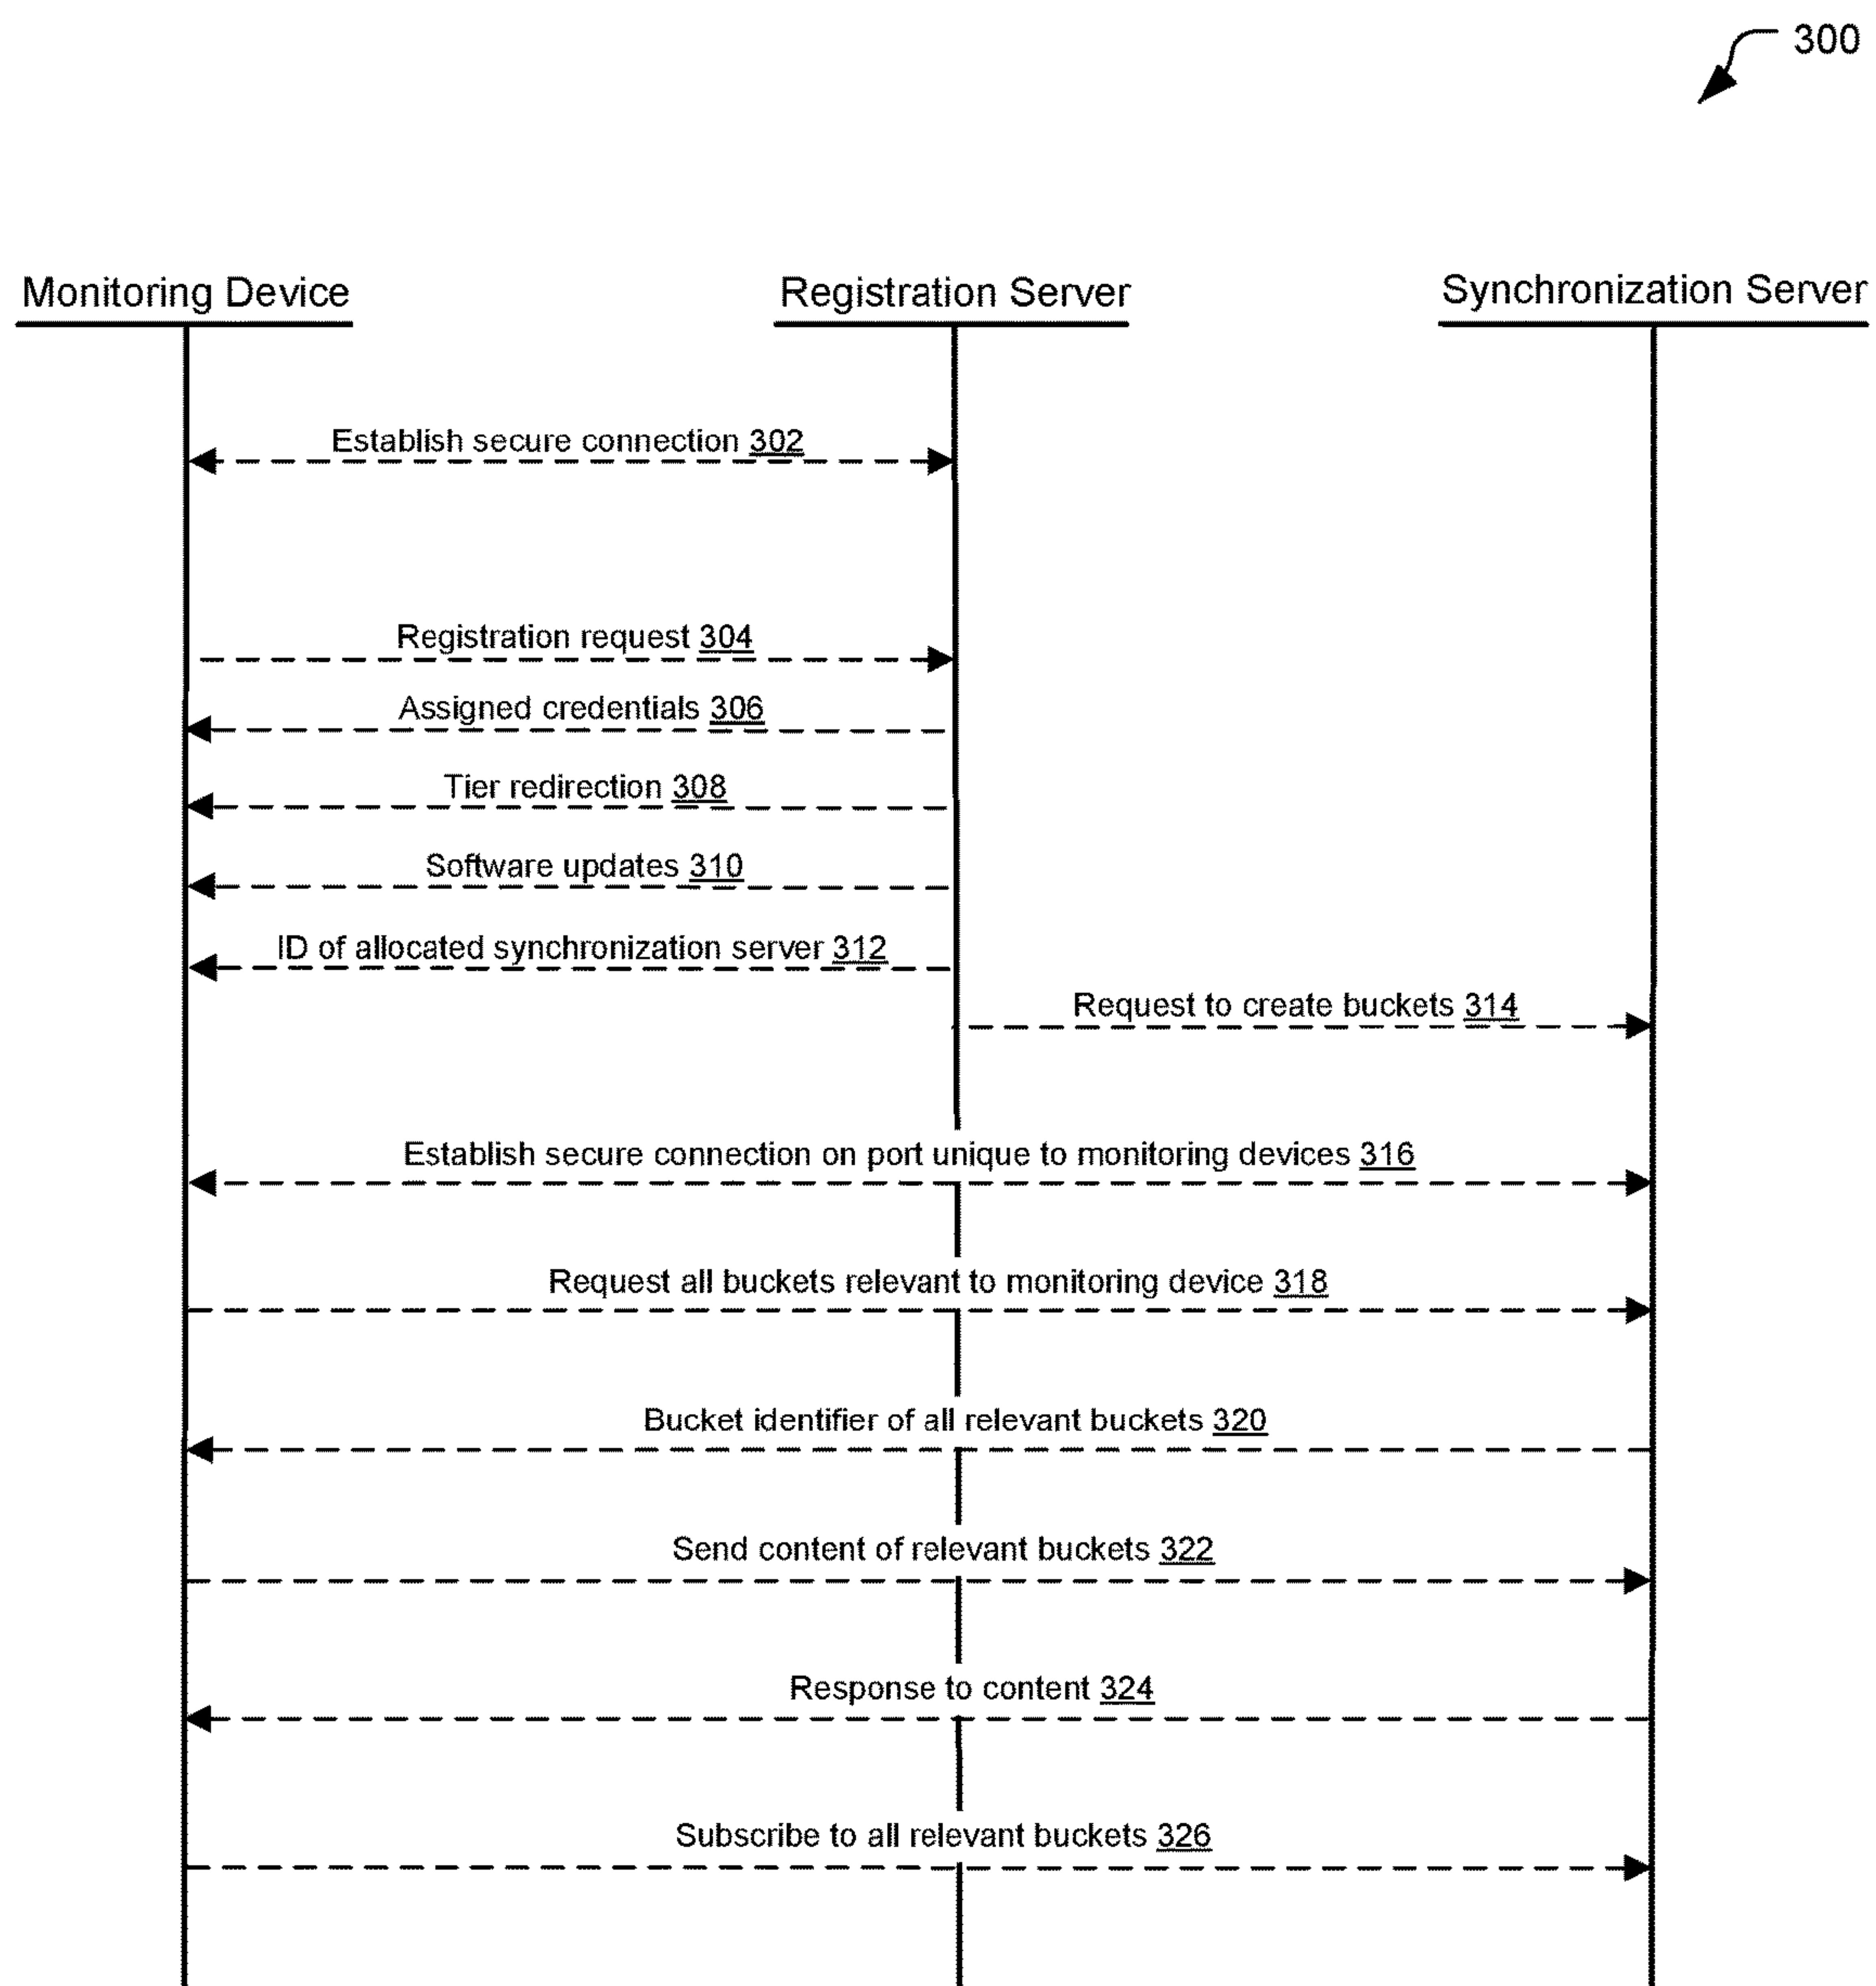 300
Monitoring Device
Registration Server
Synchronization Server
Establish secure connection 302
Registration request 304
Assigned credentials 306
Tier redirection 308
Software updates 310
ID of allocated synchronization server 312
Request to create buckets 314
Establish secure connection on port unique to monitoring devices 316
Request all buckets relevant to monitoring device 318
Bucket identifier of all relevant buckets 320
Send content of relevant buckets 322
Response to content 324
Subscribe to all relevant buckets 326